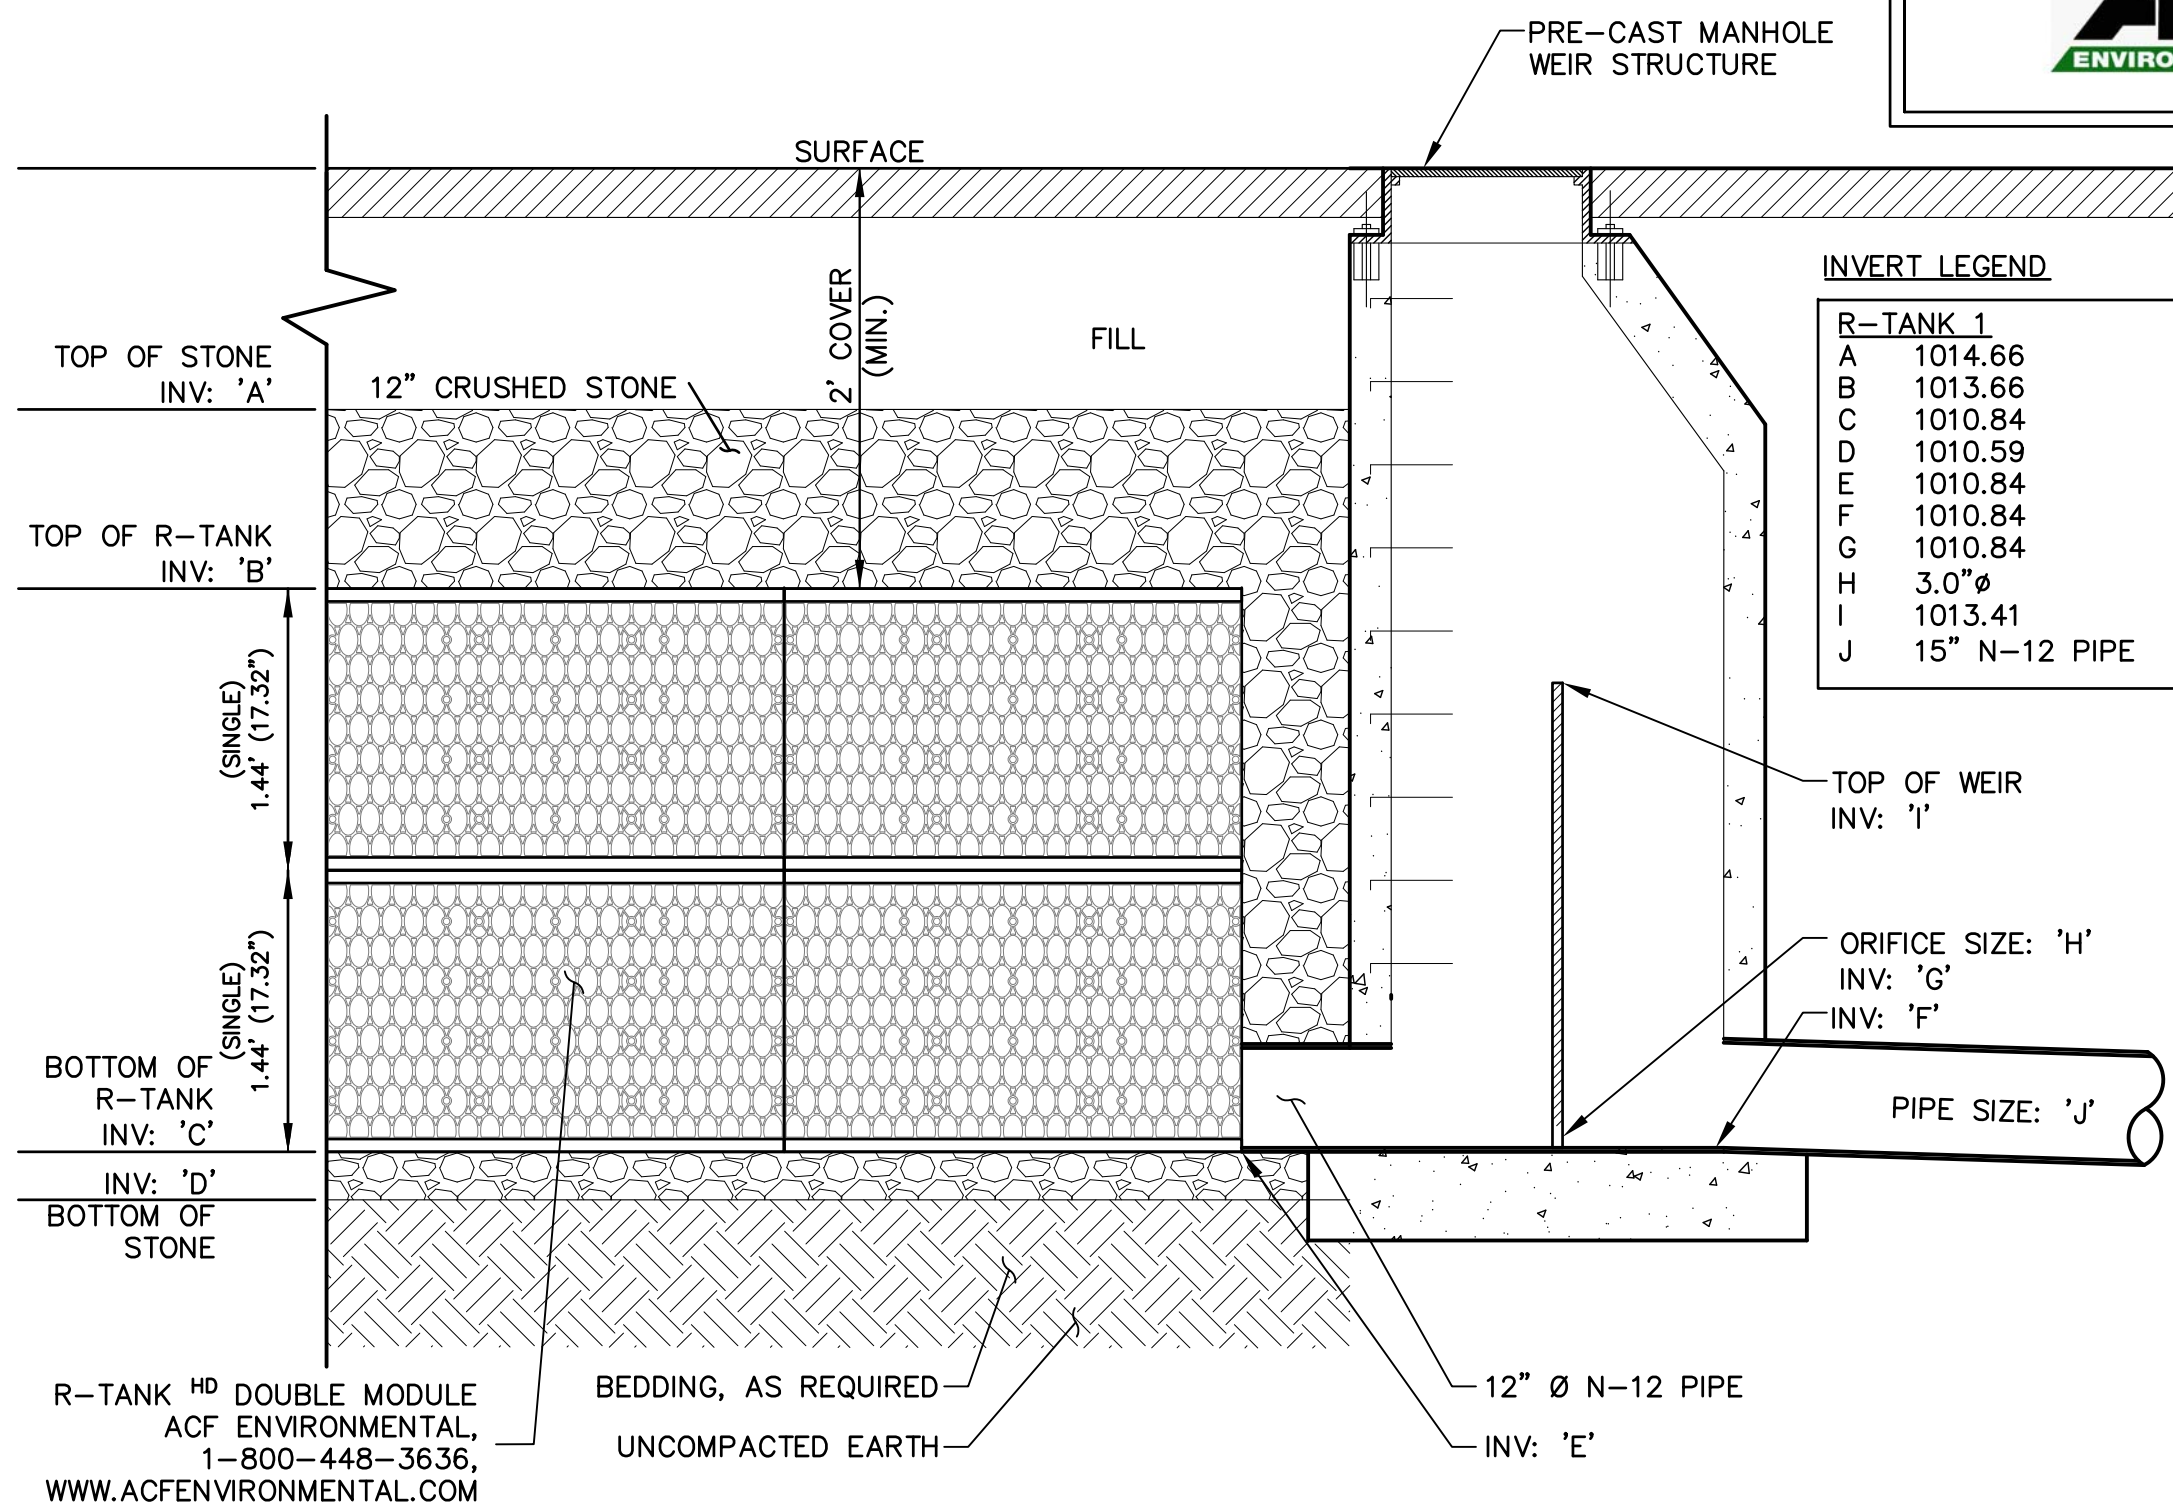 PRE-CAST MANHOLE
WEIR STRUCTURE
ENVIRO
SURFACE
2' COVER
(MIN.)
FILL
INVERT LEGEND
R-TANK 1
A 1014.66
B 1013.66
C 1010.84
D 1010.59
E 1010.84
F 1010.84
G 1010.84
H 3.0"ø
I 1013.41
J 15" N-12 PIPE
TOP OF STONE
INV: 'A'
12" CRUSHED STONE
TOP OF R-TANK
INV: 'B'
(SINGLE)
1.44' (17.32")
(SINGLE)
1.44' (17.32")
TOP OF WEIR
INV: 'I'
ORIFICE SIZE: 'H'
INV: 'G'
INV: 'F'
PIPE SIZE: 'J'
BOTTOM OF
R-TANK
INV: 'C'
INV: 'D'
BOTTOM OF
STONE
R-TANK HD DOUBLE MODULE
ACF ENVIRONMENTAL,
1-800-448-3636,
WWW.ACFENVIRONMENTAL.COM
BEDDING, AS REQUIRED
UNCOMPACTED EARTH
12" Ø N-12 PIPE
INV: 'E'